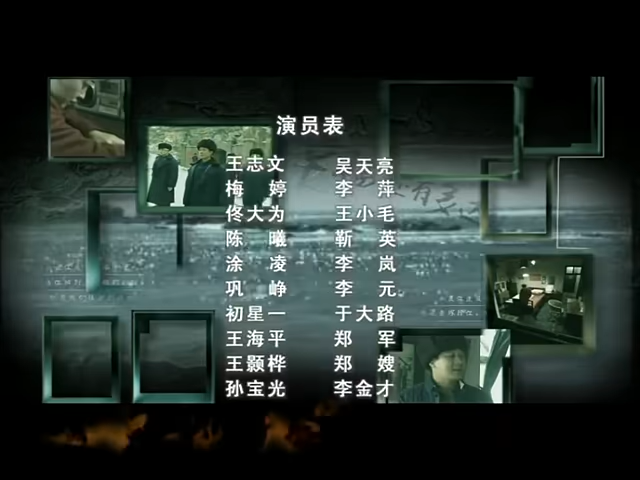 演员表
王志文 吴天亮
梅婷 李萍
佟大为 王小毛
陈曦 靳英
涂凌 李岚
巩峥 李元
初星一 于大路
王海平 郑军
王颢桦 郑嫂
孙宝光 李金才